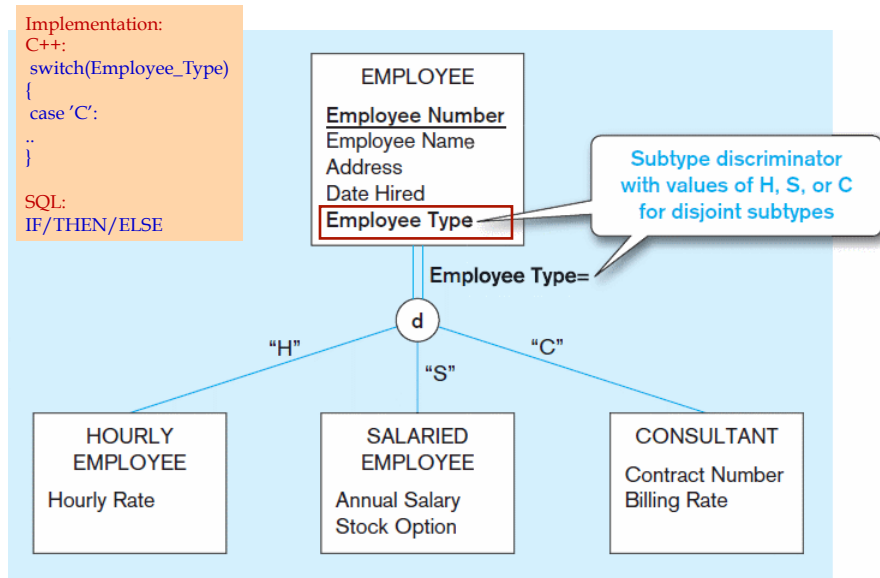 Implementation:
C++:
switch(Employee_Type)
{
case ’C’:
..
}
SQL:
IF/THEN/ELSE
EMPLOYEE
Employee Number
Employee Name
Address
Date Hired
Employee Type
Subtype discriminator
with values of H, S, or C
for disjoint subtypes
Employee Type=
d
“H”
“S”
“C”
HOURLY
EMPLOYEE
Hourly Rate
SALARIED
EMPLOYEE
Annual Salary
Stock Option
CONSULTANT
Contract Number
Billing Rate